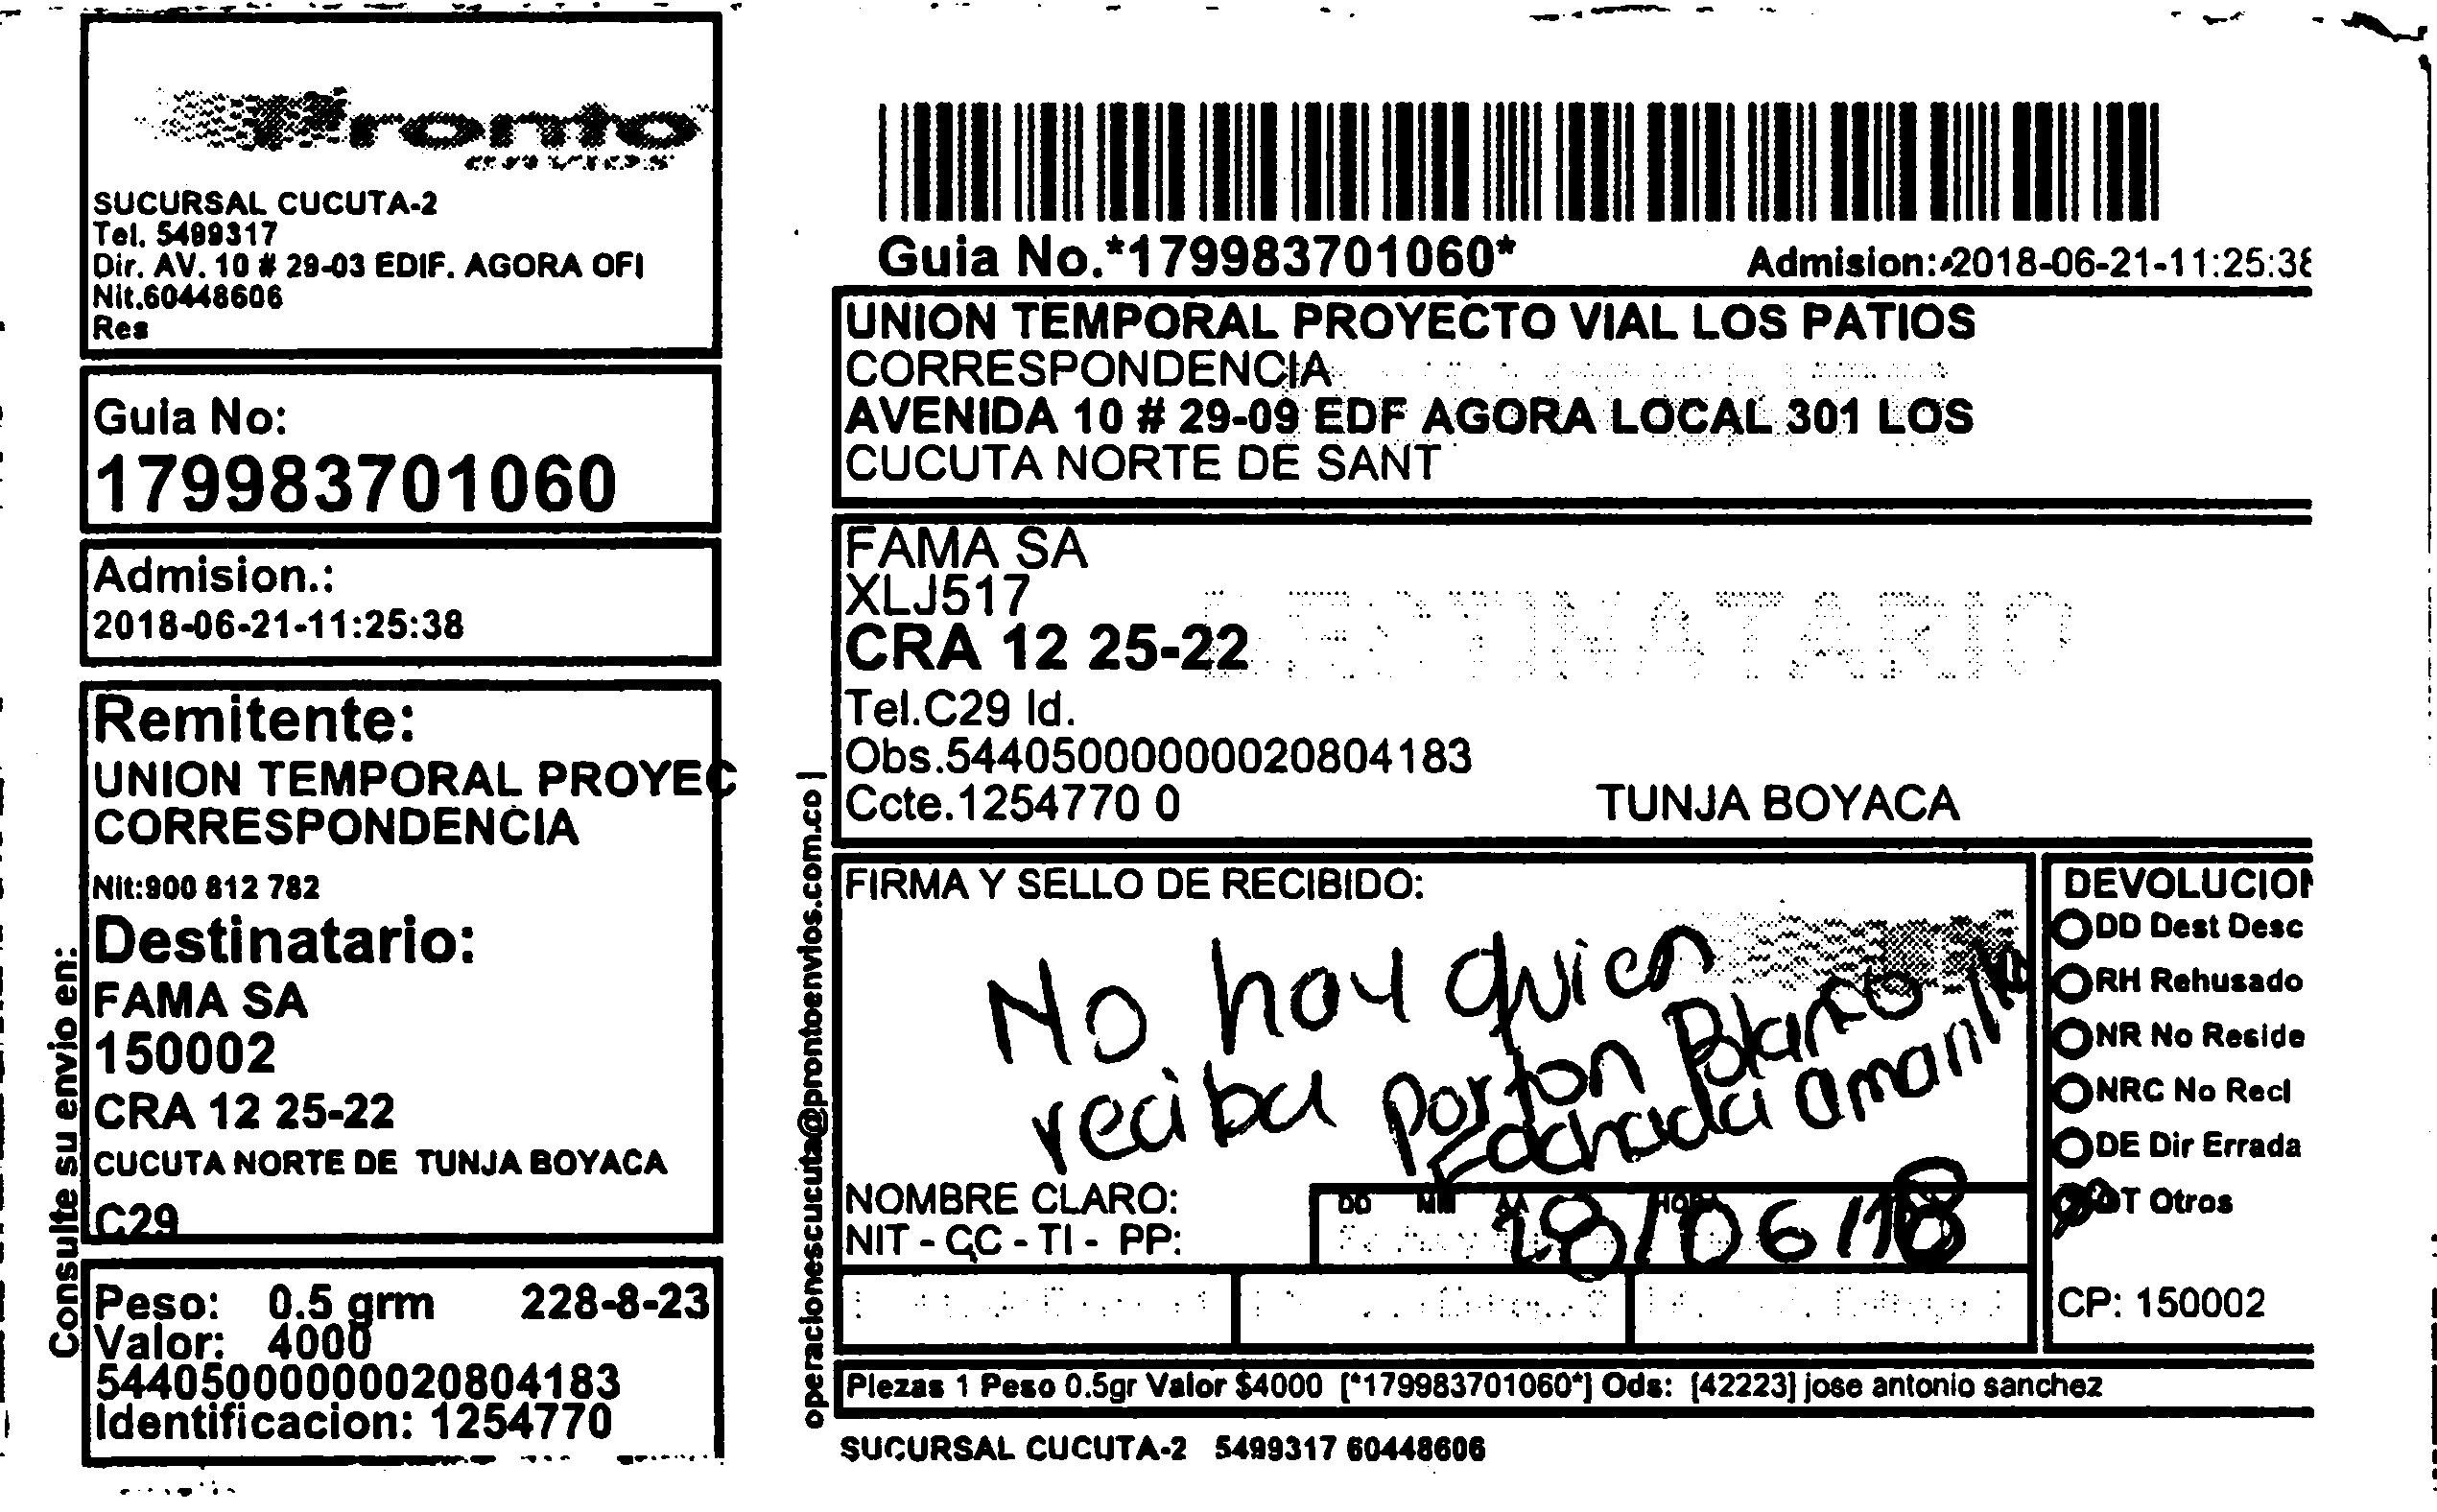 Pronto
envios
SUCURSAL CUCUTA-2
Tel. 5499317
Dir. AV. 10 # 29-03 EDIF. AGORA OFI
Nit.60448606
Res
Guia No:
179983701060
Admision.:
2018-06-21-11:25:38
Remitente:
UNION TEMPORAL PROYEC
CORRESPONDENCIA
Nit:900 812 782
Destinatario:
FAMA SA
150002
CRA 12 25-22
CUCUTA NORTE DE TUNJA BOYACA
C29
Peso: 0.5 grm 228-8-23
Valor: 4000
544050000000020804183
Identificacion: 1254770
Consulte su envio en:
operacionescucuta@prontoenvios.com.co |
Guia No.*179983701060*
Admision: 2018-06-21-11:25:38
UNION TEMPORAL PROYECTO VIAL LOS PATIOS
CORRESPONDENCIA
AVENIDA 10 # 29-09 EDF AGORA LOCAL 301 LOS
CUCUTA NORTE DE SANT
FAMA SA
XLJ517
CRA 12 25-22
DESTINATARIO
Tel.C29 Id.
Obs.544050000000020804183
Ccte.1254770 0
TUNJA BOYACA
FIRMA Y SELLO DE RECIBIDO:
No hay quien
reciba porton Blanco
Fachada amarilla
NOMBRE CLARO:
NIT - CC - TI - PP:
DD MM AA HORA
28/06/18
DEVOLUCION
DD Dest Desc
RH Rehusado
NR No Reside
NRC No Recl
DE Dir Errada
OT Otros
CP: 150002
Piezas 1 Peso 0.5gr Valor $4000 [*179983701060*] Ods: [42223] jose antonio sanchez
SUCURSAL CUCUTA-2 5499317 60448606